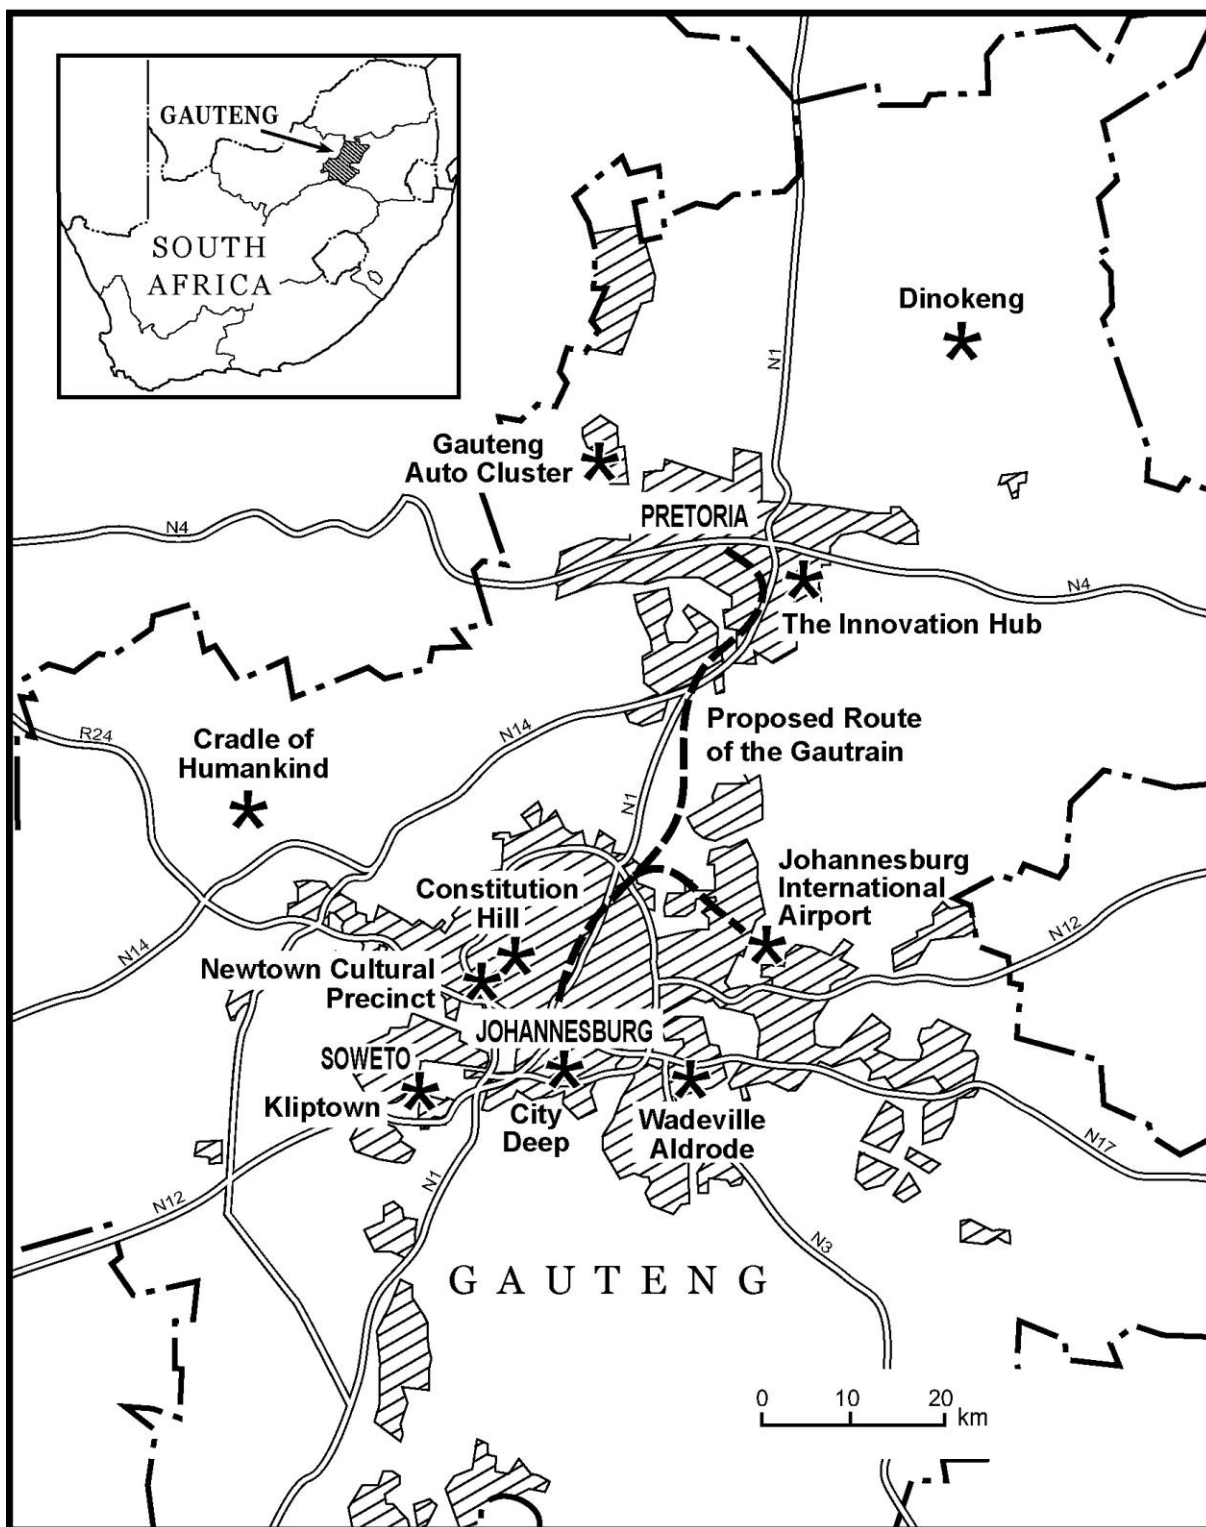 GAUTENG
SOUTH
AFRICA
N1
Dinokeng
Gauteng
Auto Cluster
PRETORIA
N4
N4
The Innovation Hub
R24
Cradle of
Humankind
N14
Proposed Route
of the Gautrain
N1
Constitution
Hill
Johannesburg
International
Airport
N14
N12
Newtown Cultural
Precinct
JOHANNESBURG
SOWETO
Kliptown
City
Deep
Wadeville
Aldrode
N17
N12
N1
N3
GAUTENG
0 10 20
km